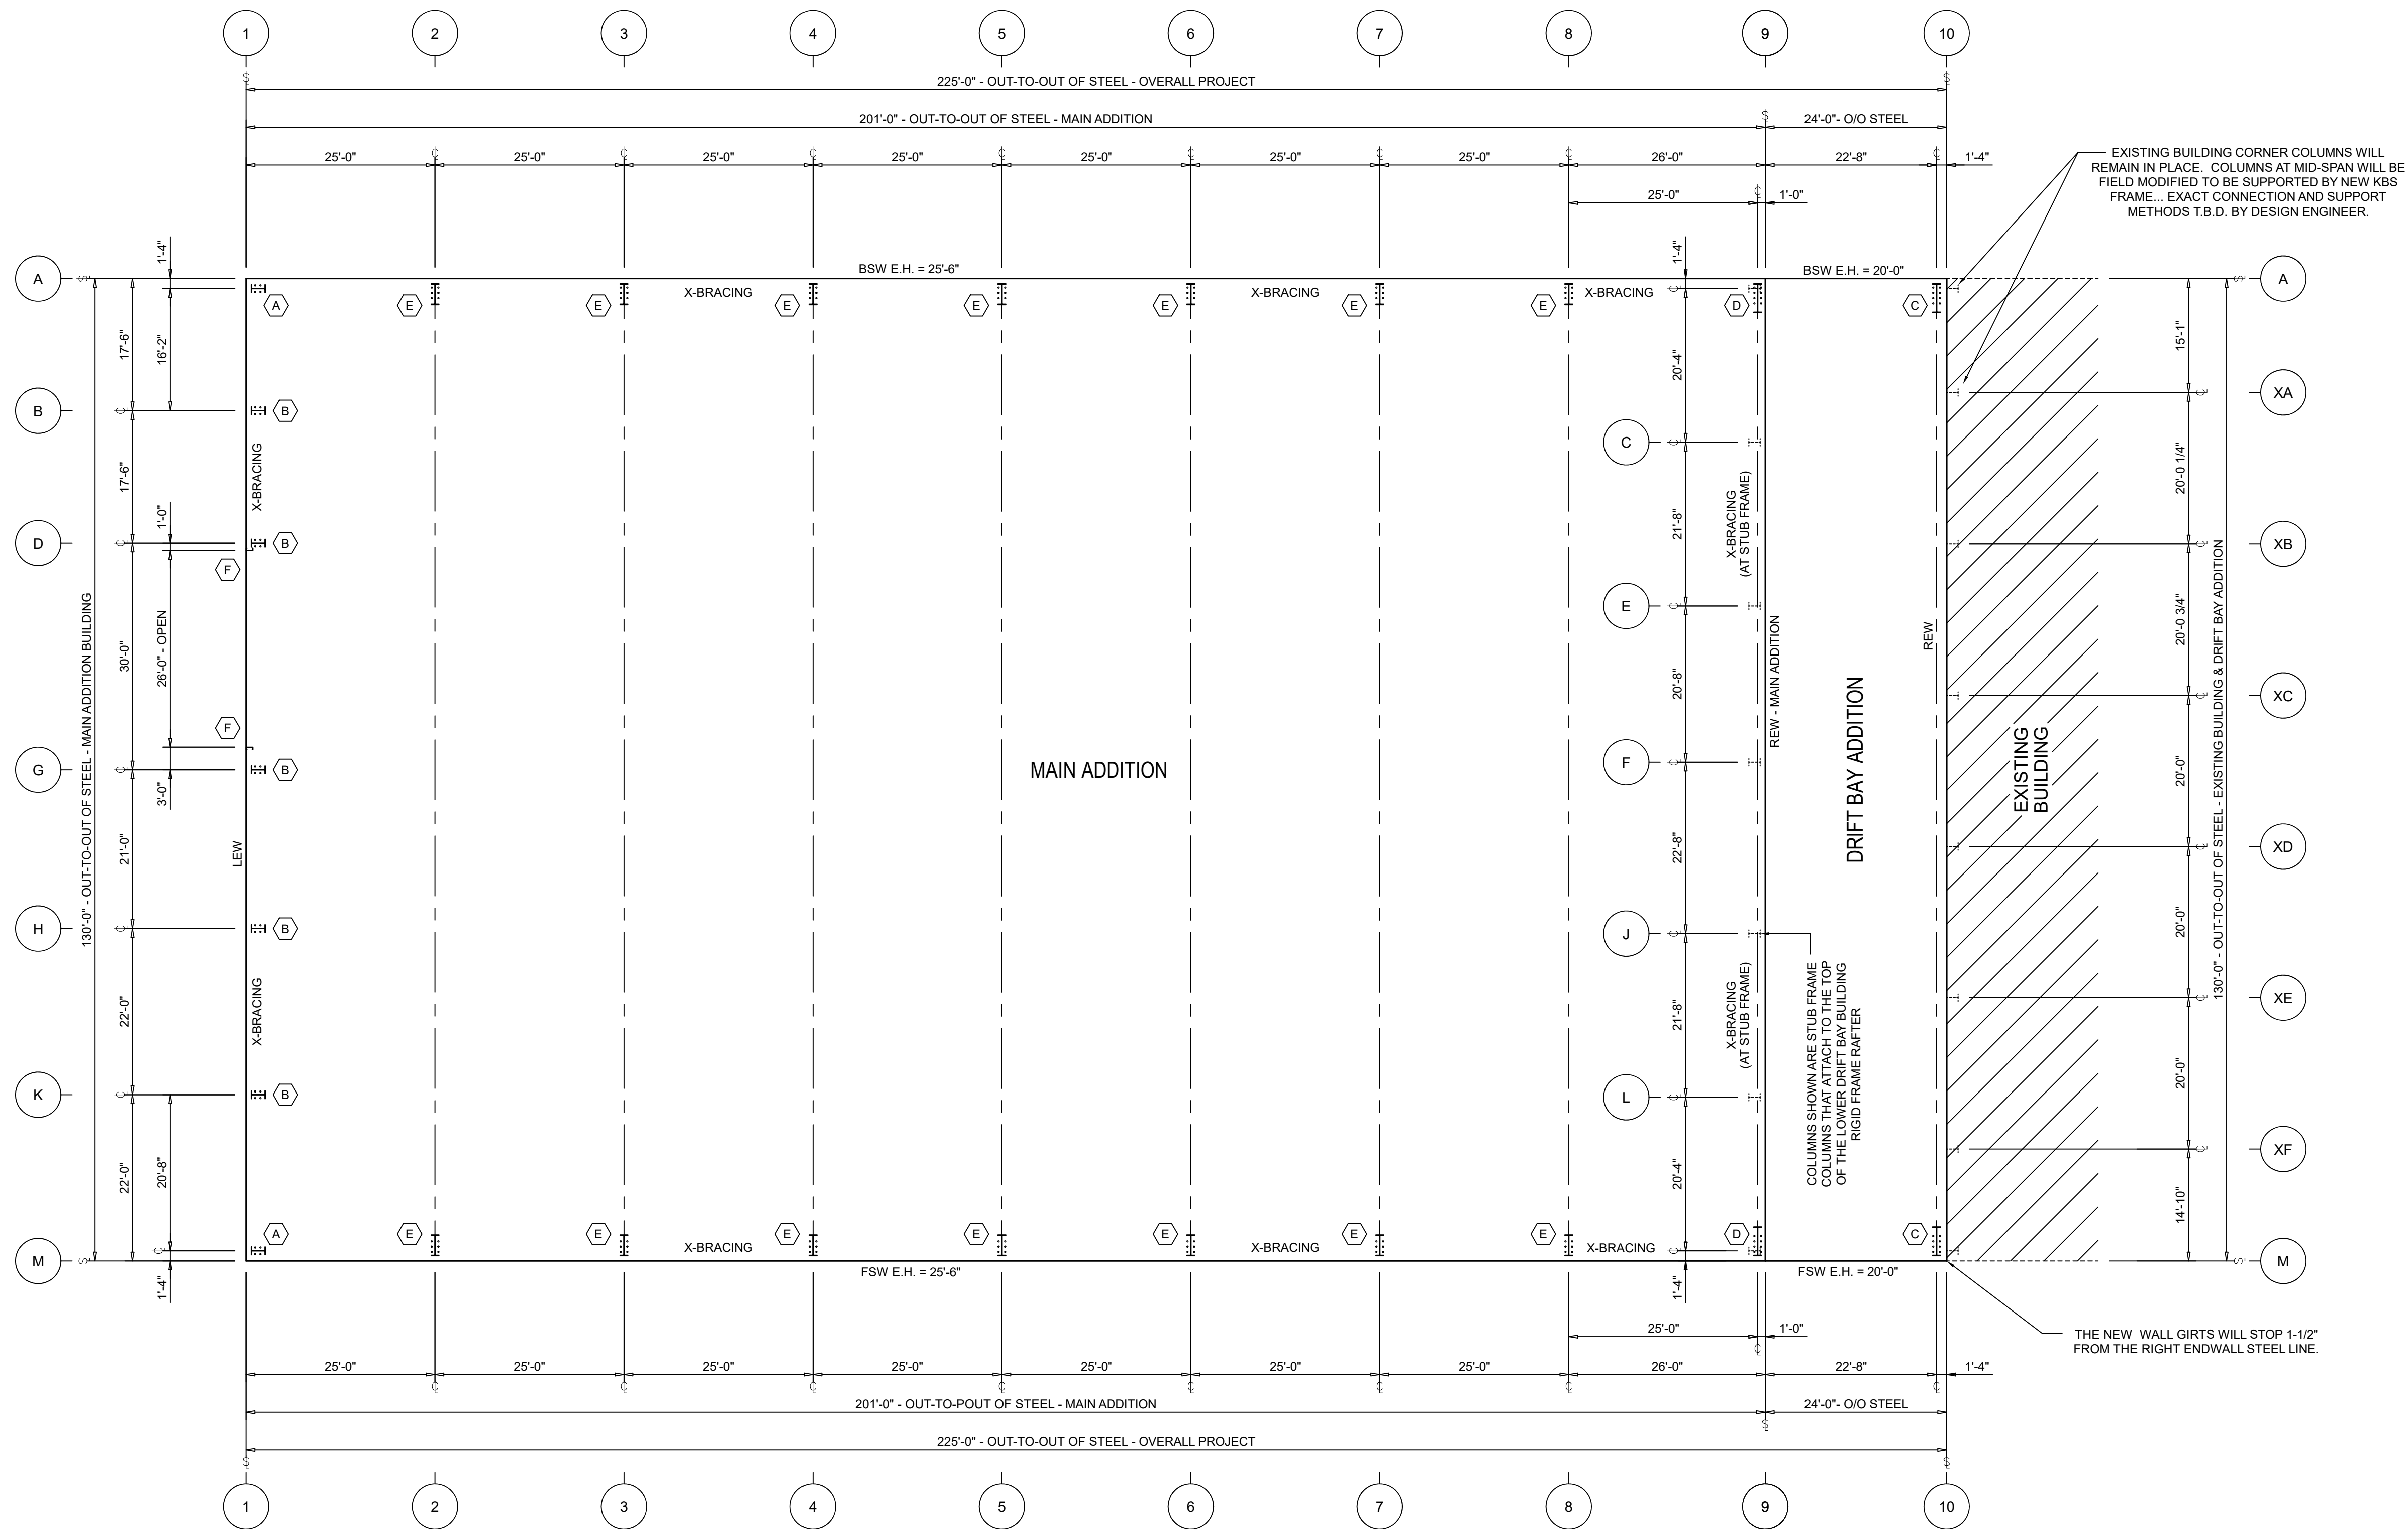 1 2 3 4 5 6 7 8 9 10
225'-0" - OUT-TO-OUT OF STEEL - OVERALL PROJECT
201'-0" - OUT-TO-OUT OF STEEL - MAIN ADDITION
24'-0"- O/O STEEL
25'-0" 25'-0" 25'-0" 25'-0" 25'-0" 25'-0" 25'-0" 26'-0" 22'-8" 1'-4"
25'-0" 1'-0"
EXISTING BUILDING CORNER COLUMNS WILL
REMAIN IN PLACE. COLUMNS AT MID-SPAN WILL BE
FIELD MODIFIED TO BE SUPPORTED BY NEW KBS
FRAME... EXACT CONNECTION AND SUPPORT
METHODS T.B.D. BY DESIGN ENGINEER.
BSW E.H. = 25'-6"
BSW E.H. = 20'-0"
X-BRACING X-BRACING X-BRACING
A E E E E E E E D C
A
B
D
G
H
K
M
130'-0" - OUT-TO-OUT OF STEEL - MAIN ADDITION BUILDING
17'-6"
17'-6"
30'-0"
21'-0"
22'-0"
22'-0"
1'-4"
16'-2"
1'-0"
26'-0" - OPEN
3'-0"
20'-8"
1'-4"
B
X-BRACING
B
F
F
B
LEW
B
X-BRACING
B
MAIN ADDITION
C
E
F
J
L
1'-4"
20'-4"
21'-8"
20'-8"
22'-8"
21'-8"
20'-4"
1'-4"
X-BRACING
(AT STUB FRAME)
X-BRACING
(AT STUB FRAME)
REW - MAIN ADDITION
DRIFT BAY ADDITION
COLUMNS SHOWN ARE STUB FRAME
COLUMNS THAT ATTACH TO THE TOP
OF THE LOWER DRIFT BAY BUILDING
RIGID FRAME RAFTER
REW
EXISTING
BUILDING
15'-1"
20'-0 1/4"
20'-0 3/4"
20'-0"
20'-0"
20'-0"
14'-10"
130'-0" - OUT-TO-OUT OF STEEL - EXISTING BUILDING & DRIFT BAY ADDITION
A
XA
XB
XC
XD
XE
XF
M
A E E E E E E E D C
X-BRACING X-BRACING X-BRACING
FSW E.H. = 25'-6"
FSW E.H. = 20'-0"
THE NEW WALL GIRTS WILL STOP 1-1/2"
FROM THE RIGHT ENDWALL STEEL LINE.
25'-0" 1'-0"
25'-0" 25'-0" 25'-0" 25'-0" 25'-0" 25'-0" 25'-0" 26'-0" 22'-8" 1'-4"
201'-0" - OUT-TO-POUT OF STEEL - MAIN ADDITION
24'-0"- O/O STEEL
225'-0" - OUT-TO-OUT OF STEEL - OVERALL PROJECT
1 2 3 4 5 6 7 8 9 10